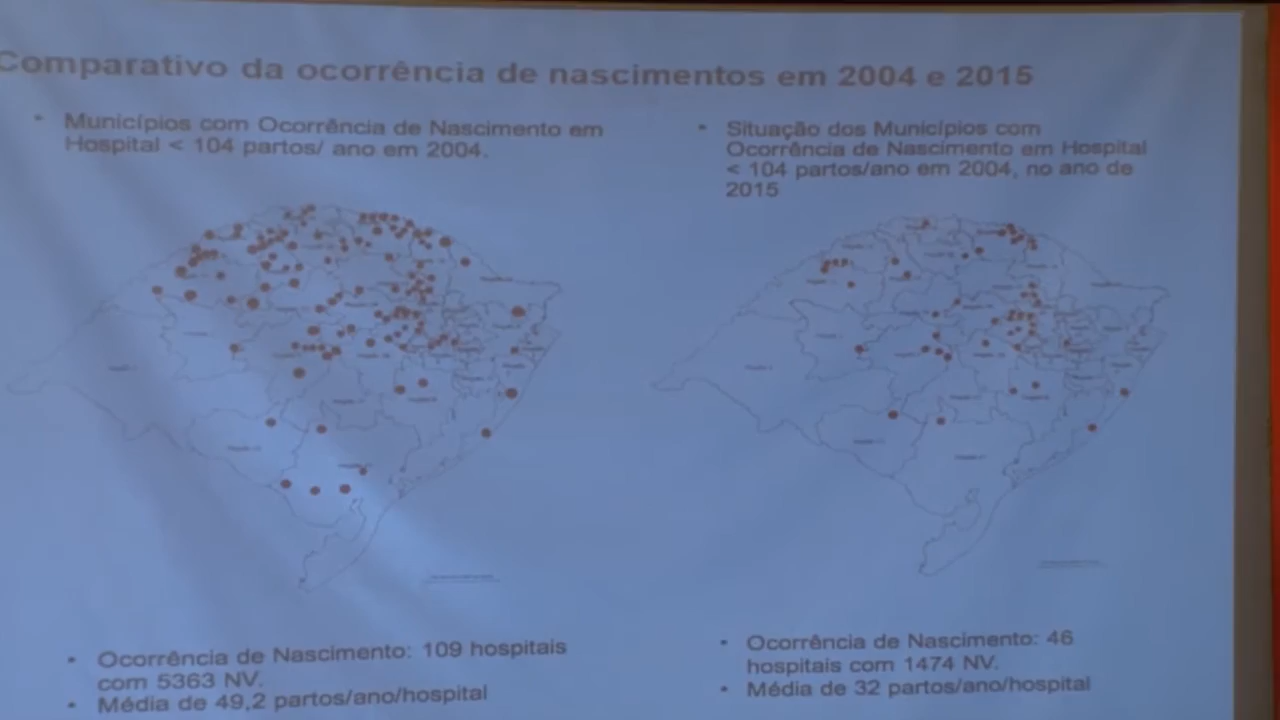 Comparativo da ocorrência de nascimentos em 2004 e 2015
• Municípios com Ocorrência de Nascimento em
Hospital < 104 partos/ ano em 2004.
• Situação dos Municípios com
Ocorrência de Nascimento em Hospital
< 104 partos/ano em 2004, no ano de
2015
• Ocorrência de Nascimento: 109 hospitais
com 5363 NV.
• Média de 49,2 partos/ano/hospital
• Ocorrência de Nascimento: 46
hospitais com 1474 NV.
• Média de 32 partos/ano/hospital